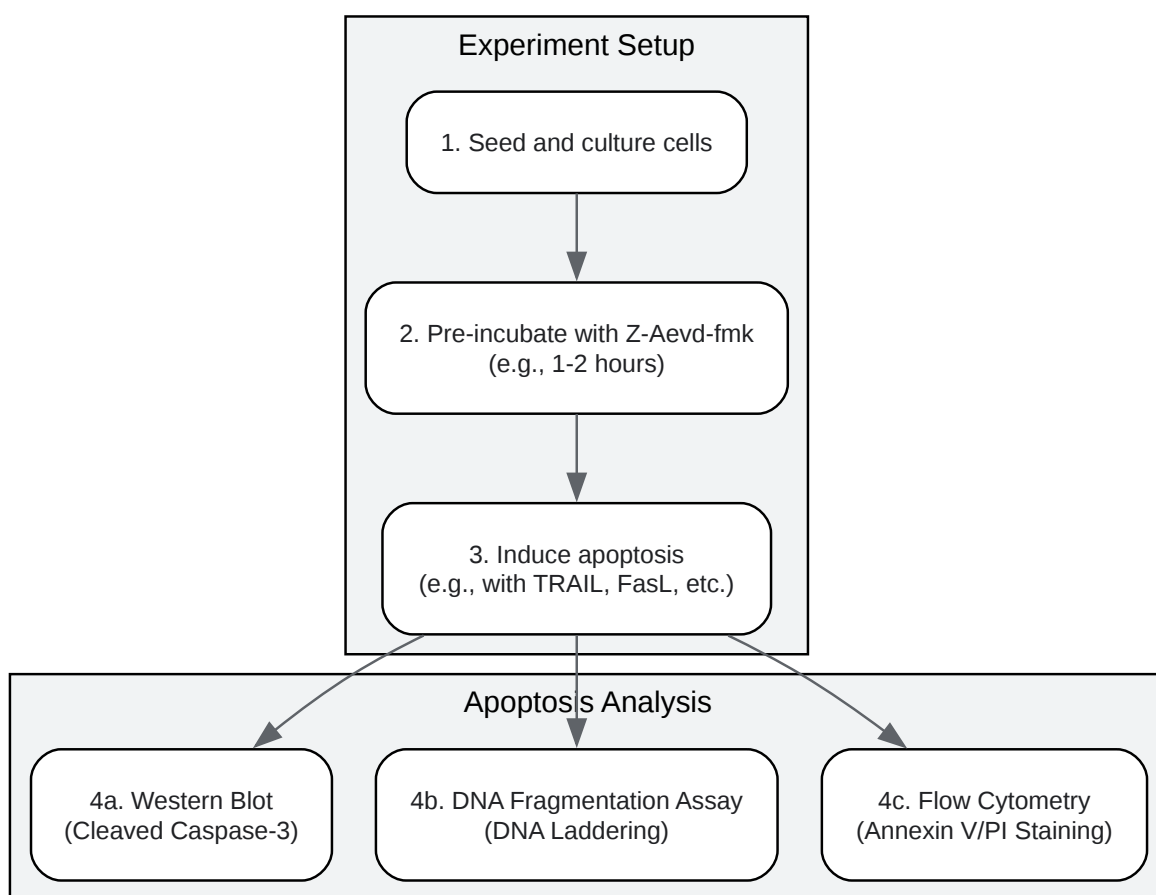 Experiment Setup
1. Seed and culture cells
2. Pre-incubate with Z-Aevd-fmk
(e.g., 1-2 hours)
3. Induce apoptosis
(e.g., with TRAIL, FasL, etc.)
Apoptosis Analysis
4a. Western Blot
(Cleaved Caspase-3)
4b. DNA Fragmentation Assay
(DNA Laddering)
4c. Flow Cytometry
(Annexin V/PI Staining)